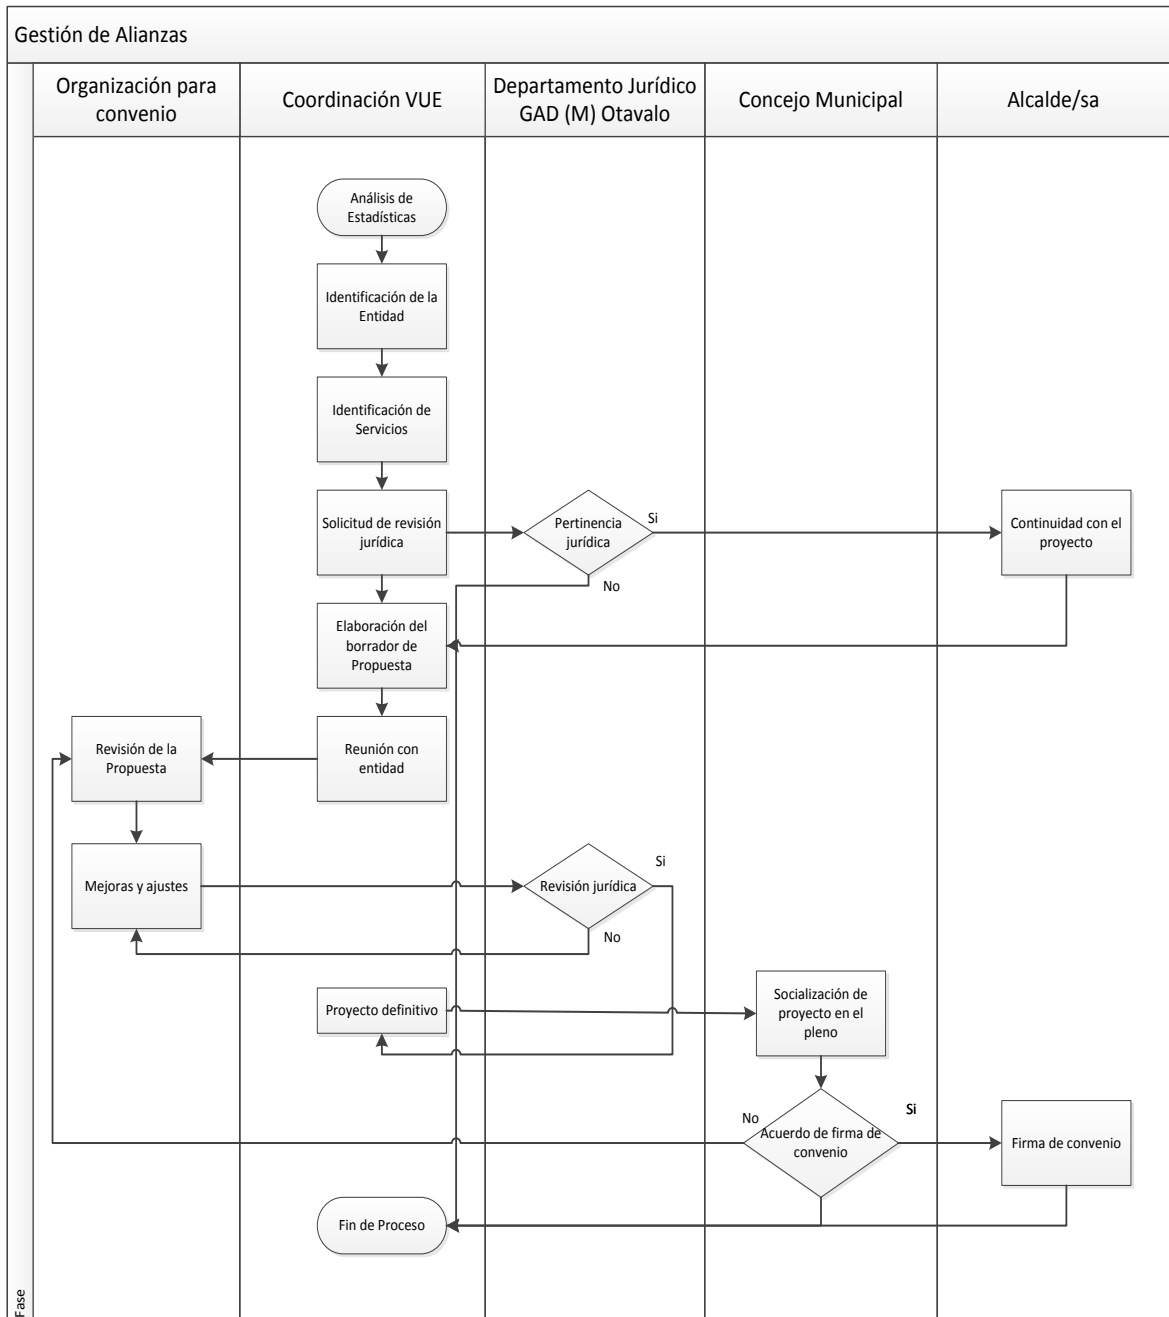 Gestión de Alianzas
Organización para
convenio
Coordinación VUE
Departamento Jurídico
GAD (M) Otavalo
Concejo Municipal
Alcalde/sa
Análisis de
Estadísticas
Identificación de la
Entidad
Identificación de
Servicios
Solicitud de revisión
jurídica
Pertinencia
jurídica
Si
No
Continuidad con el
proyecto
Elaboración del
borrador de
Propuesta
Revisión de la
Propuesta
Reunión con
entidad
Mejoras y ajustes
Revisión jurídica
Si
No
Proyecto definitivo
Socialización de
proyecto en el
pleno
No
Acuerdo de firma de
convenio
Si
Firma de convenio
Fin de Proceso
Fase